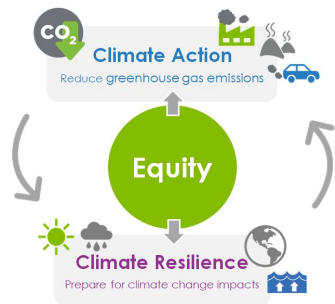 CO2
Climate Action
Reduce greenhouse gas emissions
Equity
Climate Resilience
Prepare for climate change impacts